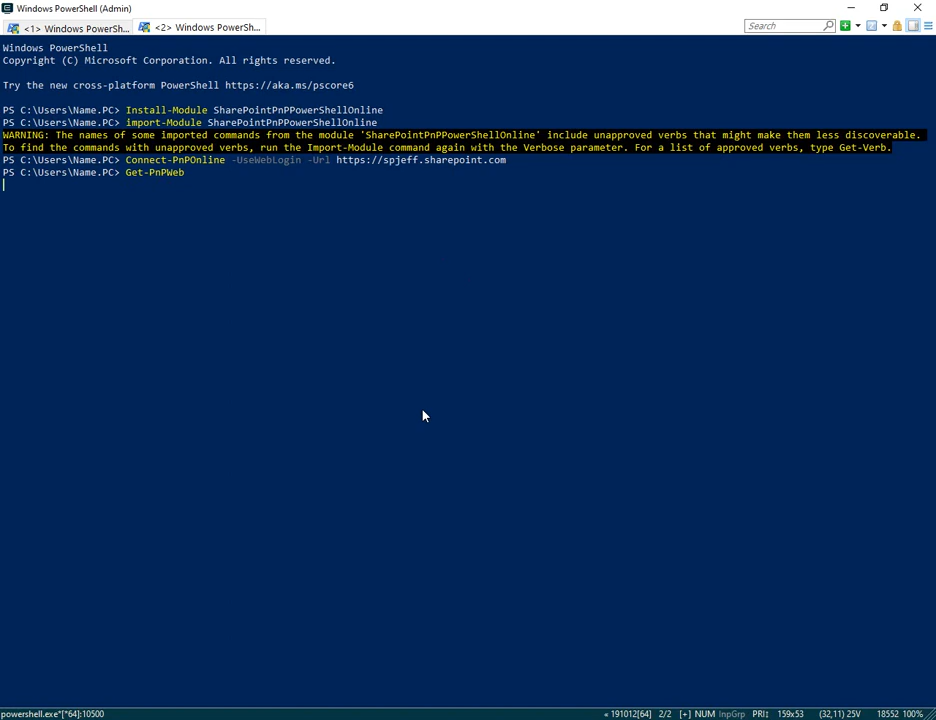 Windows PowerShell (Admin)
<1> Windows PowerSh...
<2> Windows PowerSh...
Search
Windows PowerShell
Copyright (C) Microsoft Corporation. All rights reserved.
Try the new cross-platform PowerShell https://aka.ms/pscore6
PS C:\Users\Name.PC> Install-Module SharePointPnPPowerShellOnline
PS C:\Users\Name.PC> import-Module SharePointPnPPowerShellOnline
WARNING: The names of some imported commands from the module 'SharePointPnPPowerShellOnline' include unapproved verbs that might make them less discoverable.
To find the commands with unapproved verbs, run the Import-Module command again with the Verbose parameter. For a list of approved verbs, type Get-Verb.
PS C:\Users\Name.PC> Connect-PnPOnline -UseWebLogin -Url https://spjeff.sharepoint.com
PS C:\Users\Name.PC> Get-PnPWeb
powershell.exe*[*64]:10500
« 191012[64] 2/2 [+] NUM InpGrp PRI↕ 159x53 (32,11) 25V 18552 100%